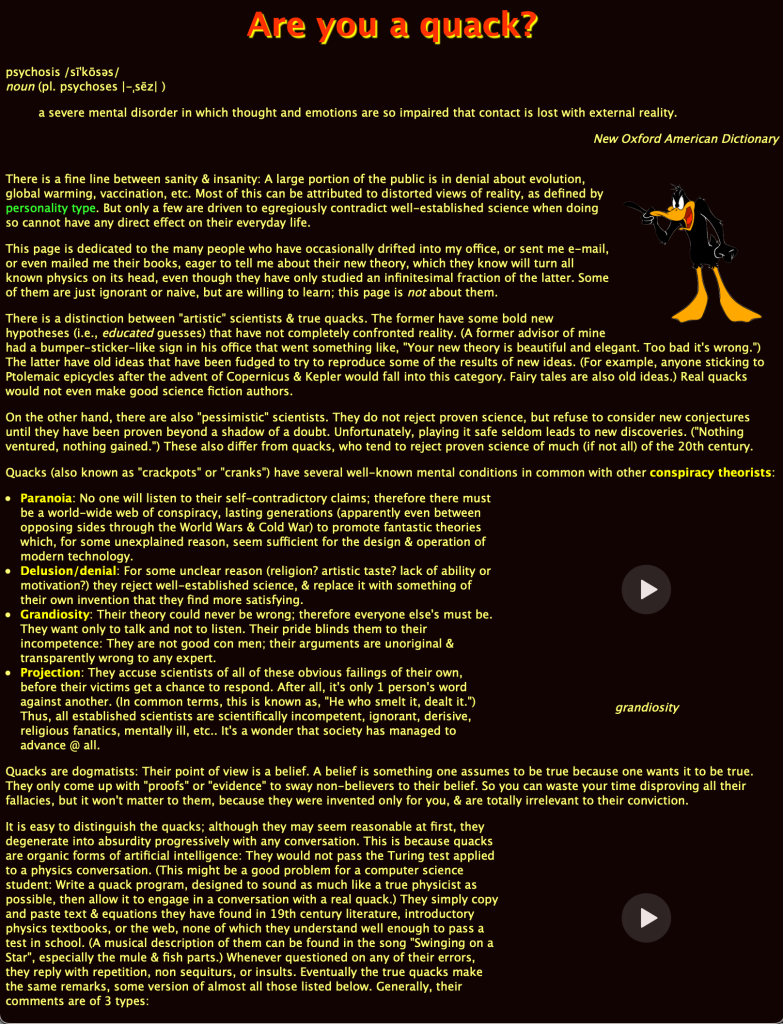 Are you a quack?
psychosis /sī'kōsəs/
noun (pl. psychoses |-ˌsēz| )
a severe mental disorder in which thought and emotions are so impaired that contact is lost with external reality.
New Oxford American Dictionary
There is a fine line between sanity & insanity: A large portion of the public is in denial about evolution,
global warming, vaccination, etc. Most of this can be attributed to distorted views of reality, as defined by
personality type. But only a few are driven to egregiously contradict well-established science when doing
so cannot have any direct effect on their everyday life.
This page is dedicated to the many people who have occasionally drifted into my office, or sent me e-mail,
or even mailed me their books, eager to tell me about their new theory, which they know will turn all
known physics on its head, even though they have only studied an infinitesimal fraction of the latter. Some
of them are just ignorant or naive, but are willing to learn; this page is not about them.
There is a distinction between "artistic" scientists & true quacks. The former have some bold new
hypotheses (i.e., educated guesses) that have not completely confronted reality. (A former advisor of mine
had a bumper-sticker-like sign in his office that went something like, "Your new theory is beautiful and elegant. Too bad it's wrong.")
The latter have old ideas that have been fudged to try to reproduce some of the results of new ideas. (For example, anyone sticking to
Ptolemaic epicycles after the advent of Copernicus & Kepler would fall into this category. Fairy tales are also old ideas.) Real quacks
would not even make good science fiction authors.
On the other hand, there are also "pessimistic" scientists. They do not reject proven science, but refuse to consider new conjectures
until they have been proven beyond a shadow of a doubt. Unfortunately, playing it safe seldom leads to new discoveries. ("Nothing
ventured, nothing gained.") These also differ from quacks, who tend to reject proven science of much (if not all) of the 20th century.
Quacks (also known as "crackpots" or "cranks") have several well-known mental conditions in common with other conspiracy theorists:
• Paranoia: No one will listen to their self-contradictory claims; therefore there must
be a world-wide web of conspiracy, lasting generations (apparently even between
opposing sides through the World Wars & Cold War) to promote fantastic theories
which, for some unexplained reason, seem sufficient for the design & operation of
modern technology.
• Delusion/denial: For some unclear reason (religion? artistic taste? lack of ability or
motivation?) they reject well-established science, & replace it with something of
their own invention that they find more satisfying.
• Grandiosity: Their theory could never be wrong; therefore everyone else's must be.
They want only to talk and not to listen. Their pride blinds them to their
incompetence: They are not good con men; their arguments are unoriginal &
transparently wrong to any expert.
• Projection: They accuse scientists of all of these obvious failings of their own,
before their victims get a chance to respond. After all, it's only 1 person's word
against another. (In common terms, this is known as, "He who smelt it, dealt it.")
Thus, all established scientists are scientifically incompetent, ignorant, derisive,
religious fanatics, mentally ill, etc.. It's a wonder that society has managed to
advance @ all.
grandiosity
Quacks are dogmatists: Their point of view is a belief. A belief is something one assumes to be true because one wants it to be true.
They only come up with "proofs" or "evidence" to sway non-believers to their belief. So you can waste your time disproving all their
fallacies, but it won't matter to them, because they were invented only for you, & are totally irrelevant to their conviction.
It is easy to distinguish the quacks; although they may seem reasonable at first, they
degenerate into absurdity progressively with any conversation. This is because quacks
are organic forms of artificial intelligence: They would not pass the Turing test applied
to a physics conversation. (This might be a good problem for a computer science
student: Write a quack program, designed to sound as much like a true physicist as
possible, then allow it to engage in a conversation with a real quack.) They simply copy
and paste text & equations they have found in 19th century literature, introductory
physics textbooks, or the web, none of which they understand well enough to pass a
test in school. (A musical description of them can be found in the song "Swinging on a
Star", especially the mule & fish parts.) Whenever questioned on any of their errors,
they reply with repetition, non sequiturs, or insults. Eventually the true quacks make
the same remarks, some version of almost all those listed below. Generally, their
comments are of 3 types: